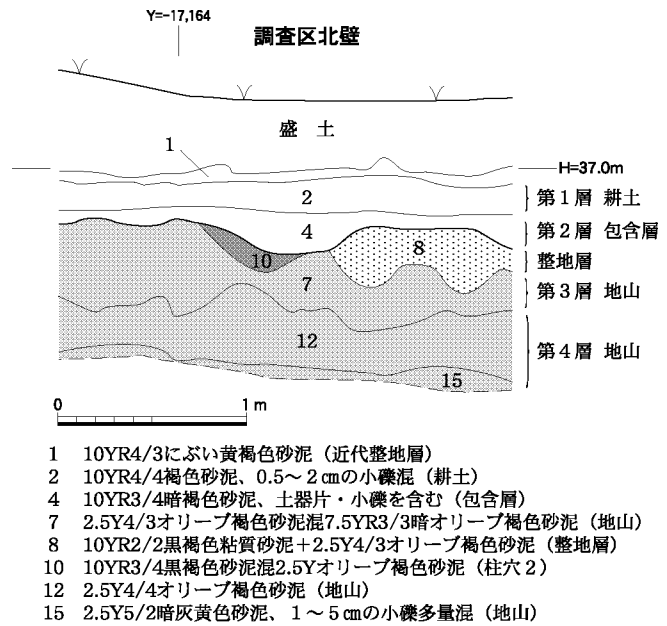 Y=-17,164
調査区北壁
盛 土
1
H=37.0m
2
第1層 耕土
4
第2層 包含層
8
10
整地層
7
第3層 地山
12
第4層 地山
15
0 1 m
1 10YR4/3にぶい黄褐色砂泥（近代整地層）
2 10YR4/4褐色砂泥、0.5～2㎝の小礫混（耕土）
4 10YR3/4暗褐色砂泥、土器片・小礫を含む（包含層）
7 2.5Y4/3オリーブ褐色砂泥混7.5YR3/3暗オリーブ褐色砂泥（地山）
8 10YR2/2黒褐色粘質砂泥＋2.5Y4/3オリーブ褐色砂泥（整地層）
10 10YR3/4黒褐色砂泥混2.5Yオリーブ褐色砂泥（柱穴2）
12 2.5Y4/4オリーブ褐色砂泥（地山）
15 2.5Y5/2暗灰黄色砂泥、1～5㎝の小礫多量混（地山）